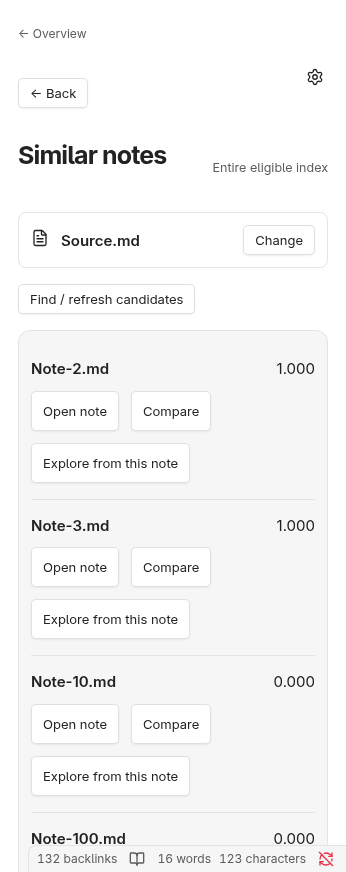 ← Overview
← Back
Similar notes
Entire eligible index
Source.md
Change
Find / refresh candidates
Note-2.md 1.000
Open note Compare
Explore from this note
Note-3.md 1.000
Open note Compare
Explore from this note
Note-10.md 0.000
Open note Compare
Explore from this note
Note-100.md 0.000
132 backlinks 16 words 123 characters